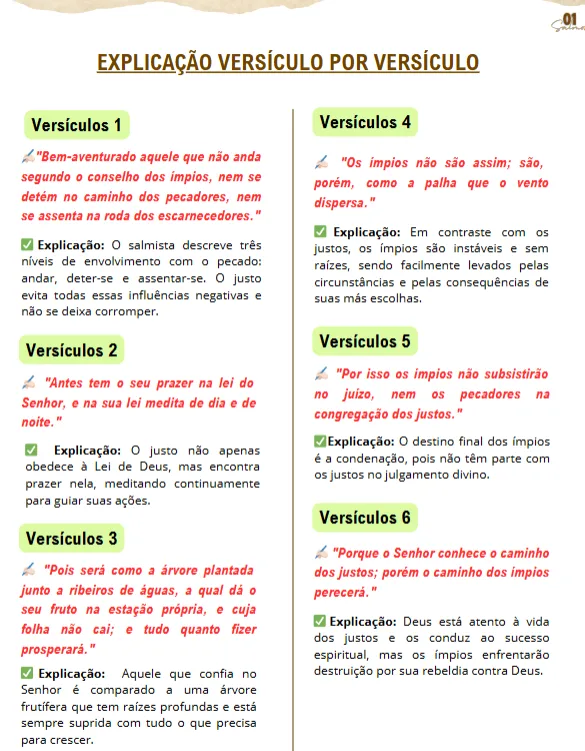 01
Salmo
EXPLICAÇÃO VERSÍCULO POR VERSÍCULO
Versículos 1
✍🏻"Bem-aventurado aquele que não anda
segundo o conselho dos ímpios, nem se
detém no caminho dos pecadores, nem
se assenta na roda dos escarnecedores."
✅ Explicação: O salmista descreve três
níveis de envolvimento com o pecado:
andar, deter-se e assentar-se. O justo
evita todas essas influências negativas e
não se deixa corromper.
Versículos 2
✍🏻 "Antes tem o seu prazer na lei do
Senhor, e na sua lei medita de dia e de
noite."
✅ Explicação: O justo não apenas
obedece à Lei de Deus, mas encontra
prazer nela, meditando continuamente
para guiar suas ações.
Versículos 3
✍🏻 "Pois será como a árvore plantada
junto a ribeiros de águas, a qual dá o
seu fruto na estação própria, e cuja
folha não cai; e tudo quanto fizer
prosperará."
✅ Explicação: Aquele que confia no
Senhor é comparado a uma árvore
frutífera que tem raízes profundas e está
sempre suprida com tudo o que precisa
para crescer.
Versículos 4
✍🏻 "Os ímpios não são assim; são,
porém, como a palha que o vento
dispersa."
✅ Explicação: Em contraste com os
justos, os ímpios são instáveis e sem
raízes, sendo facilmente levados pelas
circunstâncias e pelas consequências de
suas más escolhas.
Versículos 5
✍🏻 "Por isso os ímpios não subsistirão
no juízo, nem os pecadores na
congregação dos justos."
✅Explicação: O destino final dos ímpios
é a condenação, pois não têm parte com
os justos no julgamento divino.
Versículos 6
✍🏻 "Porque o Senhor conhece o caminho
dos justos; porém o caminho dos ímpios
perecerá."
✅ Explicação: Deus está atento à vida
dos justos e os conduz ao sucesso
espiritual, mas os ímpios enfrentarão
destruição por sua rebeldia contra Deus.